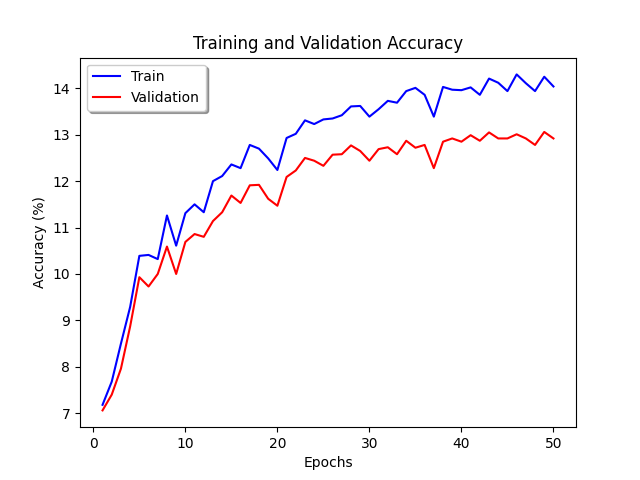 Training and Validation Accuracy
Train
Validation
14
13
12
11
10
9
8
7
Accuracy (%)
0 10 20 30 40 50
Epochs